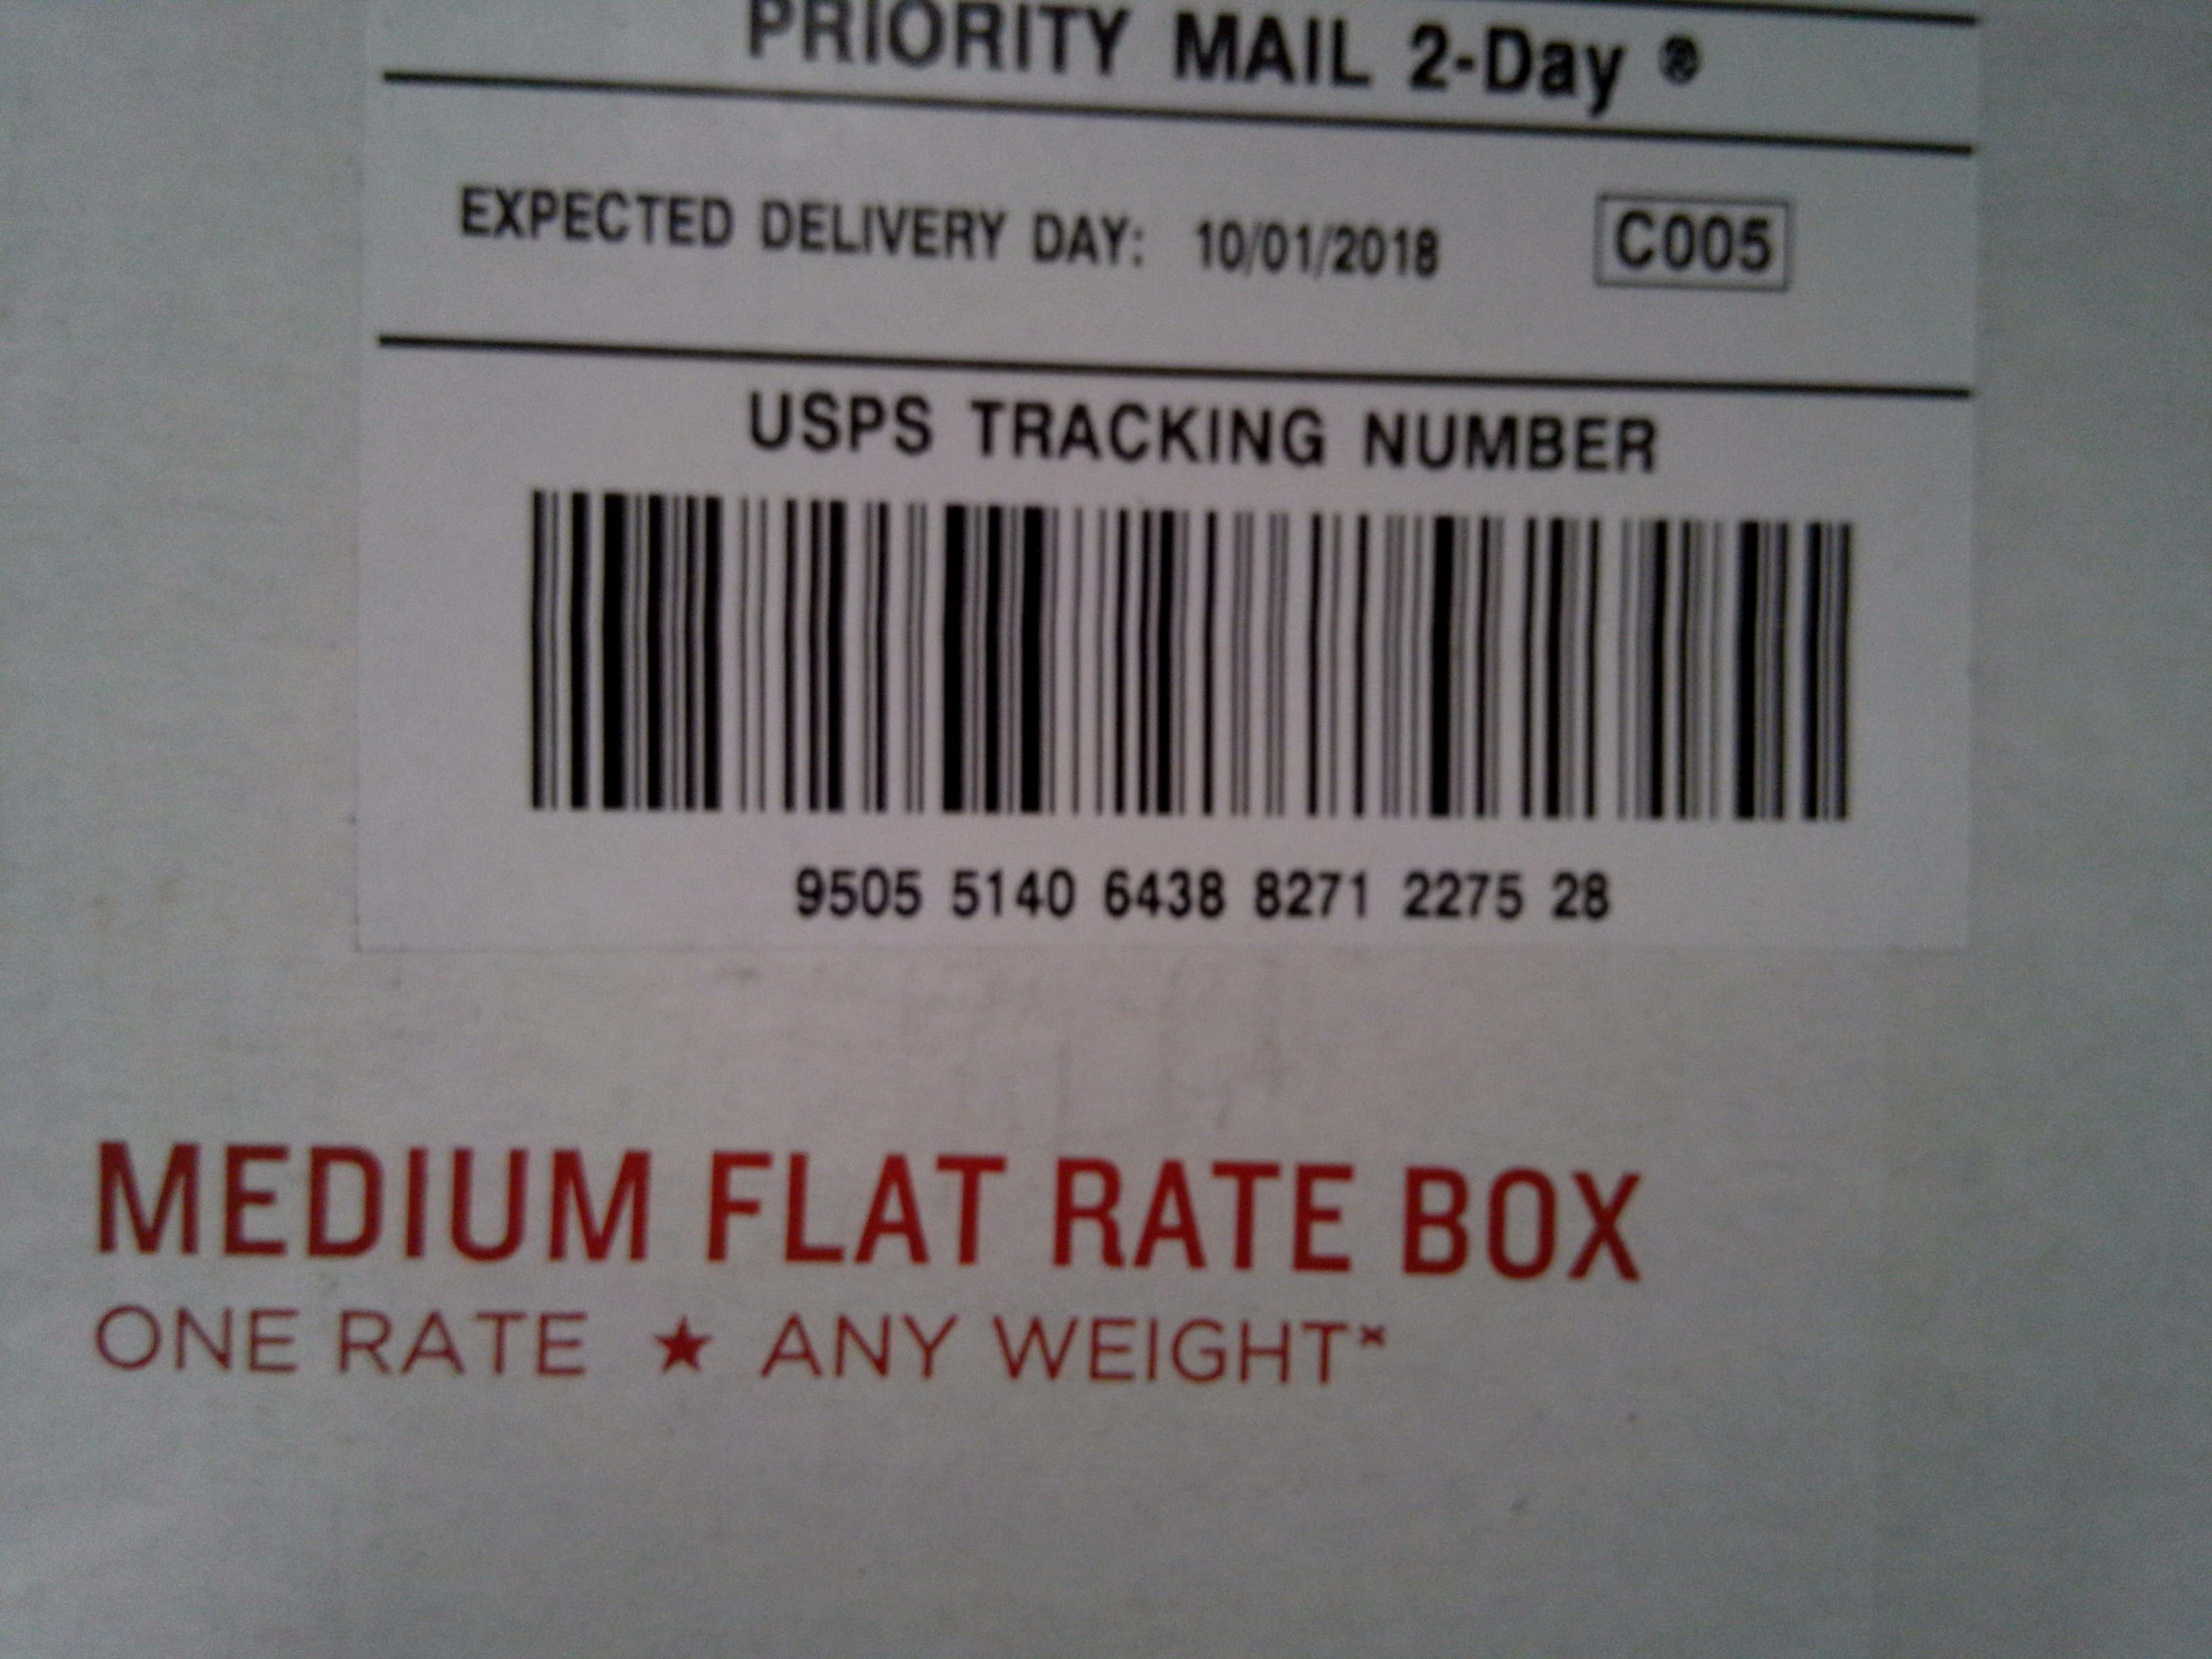 PRIORITY MAIL 2-Day ®
EXPECTED DELIVERY DAY: 10/01/2018 C005
USPS TRACKING NUMBER
9505 5140 6438 8271 2275 28
MEDIUM FLAT RATE BOX
ONE RATE ★ ANY WEIGHT*